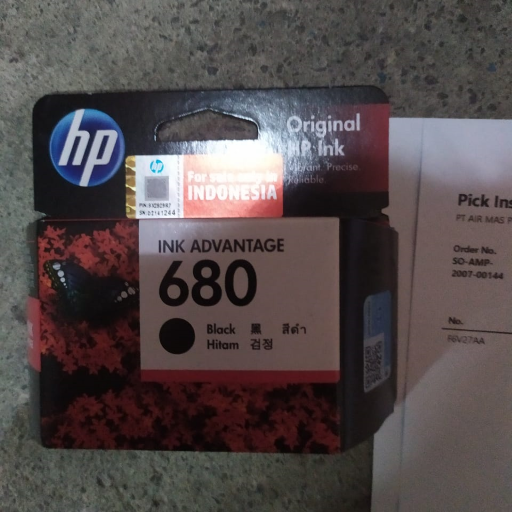 hp
Original
HP Ink
Vibrant. Precise.
Reliable.
hp
For sale only in
INDONESIA
INK ADVANTAGE
680
Black 黑 สีดำ
Hitam 검정
Pick Ins
PT AIR MAS P
Order No.
SO-AMP-
2007-00144
No.
F6V27AA